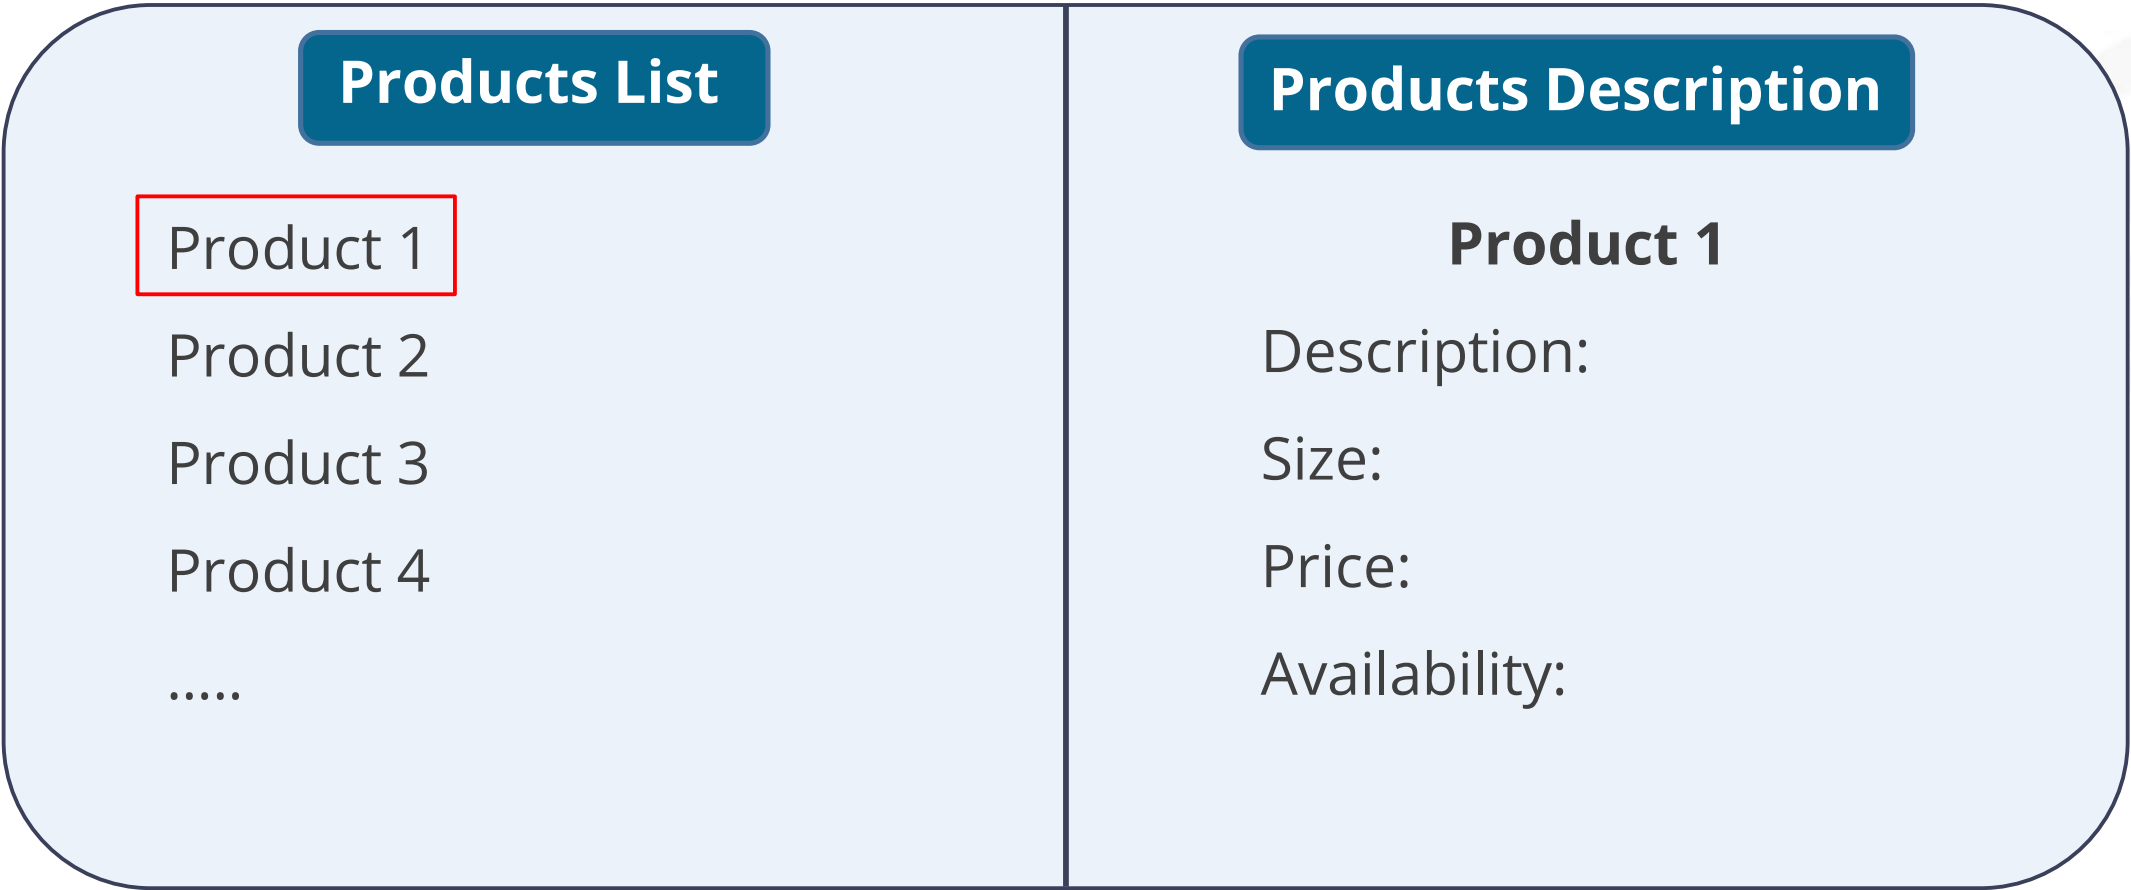 Products List
Product 1
Product 2
Product 3
Product 4
.....
Products Description
Product 1
Description:
Size:
Price:
Availability: